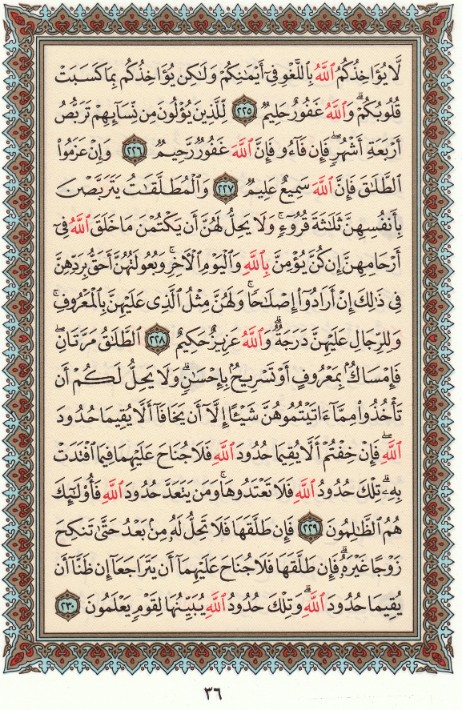 لَّا يُؤَاخِذُكُمُ ٱللَّهُ بِٱللَّغْوِ فِىٓ أَيْمَٰنِكُمْ وَلَٰكِن يُؤَاخِذُكُم بِمَا كَسَبَتْ
قُلُوبُكُمْ ۗ وَٱللَّهُ غَفُورٌ حَلِيمٌ ٢٢٥ لِّلَّذِينَ يُؤْلُونَ مِن نِّسَآئِهِمْ تَرَبُّصُ
أَرْبَعَةِ أَشْهُرٍ ۖ فَإِن فَآءُو فَإِنَّ ٱللَّهَ غَفُورٌ رَّحِيمٌ ٢٢٦ وَإِنْ عَزَمُوا۟
ٱلطَّلَٰقَ فَإِنَّ ٱللَّهَ سَمِيعٌ عَلِيمٌ ٢٢٧ وَٱلْمُطَلَّقَٰتُ يَتَرَبَّصْنَ
بِأَنفُسِهِنَّ ثَلَٰثَةَ قُرُوٓءٍ ۚ وَلَا يَحِلُّ لَهُنَّ أَن يَكْتُمْنَ مَا خَلَقَ ٱللَّهُ فِىٓ
أَرْحَامِهِنَّ إِن كُنَّ يُؤْمِنَّ بِٱللَّهِ وَٱلْيَوْمِ ٱلْءَاخِرِ ۚ وَبُعُولَتُهُنَّ أَحَقُّ بِرَدِّهِنَّ
فِى ذَٰلِكَ إِنْ أَرَادُوٓا۟ إِصْلَٰحًا ۚ وَلَهُنَّ مِثْلُ ٱلَّذِى عَلَيْهِنَّ بِٱلْمَعْرُوفِ ۚ
وَلِلرِّجَالِ عَلَيْهِنَّ دَرَجَةٌ ۗ وَٱللَّهُ عَزِيزٌ حَكِيمٌ ٢٢٨ ٱلطَّلَٰقُ مَرَّتَانِ ۖ
فَإِمْسَاكٌۢ بِمَعْرُوفٍ أَوْ تَسْرِيحٌۢ بِإِحْسَٰنٍ ۗ وَلَا يَحِلُّ لَكُمْ أَن
تَأْخُذُوا۟ مِمَّآ ءَاتَيْتُمُوهُنَّ شَيْـًٔا إِلَّآ أَن يَخَافَآ أَلَّا يُقِيمَا حُدُودَ
ٱللَّهِ ۖ فَإِنْ خِفْتُمْ أَلَّا يُقِيمَا حُدُودَ ٱللَّهِ فَلَا جُنَاحَ عَلَيْهِمَا فِيمَا ٱفْتَدَتْ
بِهِۦ ۗ تِلْكَ حُدُودُ ٱللَّهِ فَلَا تَعْتَدُوهَا ۚ وَمَن يَتَعَدَّ حُدُودَ ٱللَّهِ فَأُو۟لَٰٓئِكَ
هُمُ ٱلظَّٰلِمُونَ ٢٢٩ فَإِن طَلَّقَهَا فَلَا تَحِلُّ لَهُۥ مِنۢ بَعْدُ حَتَّىٰ تَنكِحَ
زَوْجًا غَيْرَهُۥ ۗ فَإِن طَلَّقَهَا فَلَا جُنَاحَ عَلَيْهِمَآ أَن يَتَرَاجَعَآ إِن ظَنَّآ أَن
يُقِيمَا حُدُودَ ٱللَّهِ ۗ وَتِلْكَ حُدُودُ ٱللَّهِ يُبَيِّنُهَا لِقَوْمٍ يَعْلَمُونَ ٢٣٠
٣٦